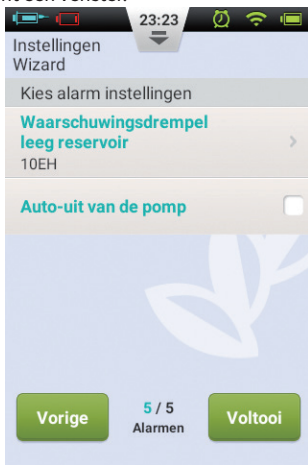 23:23
Instellingen
Wizard
Kies alarm instellingen
Waarschuwingsdrempel
leeg reservoir
10EH
Auto-uit van de pomp
Vorige
5 / 5
Alarmen
Voltooi